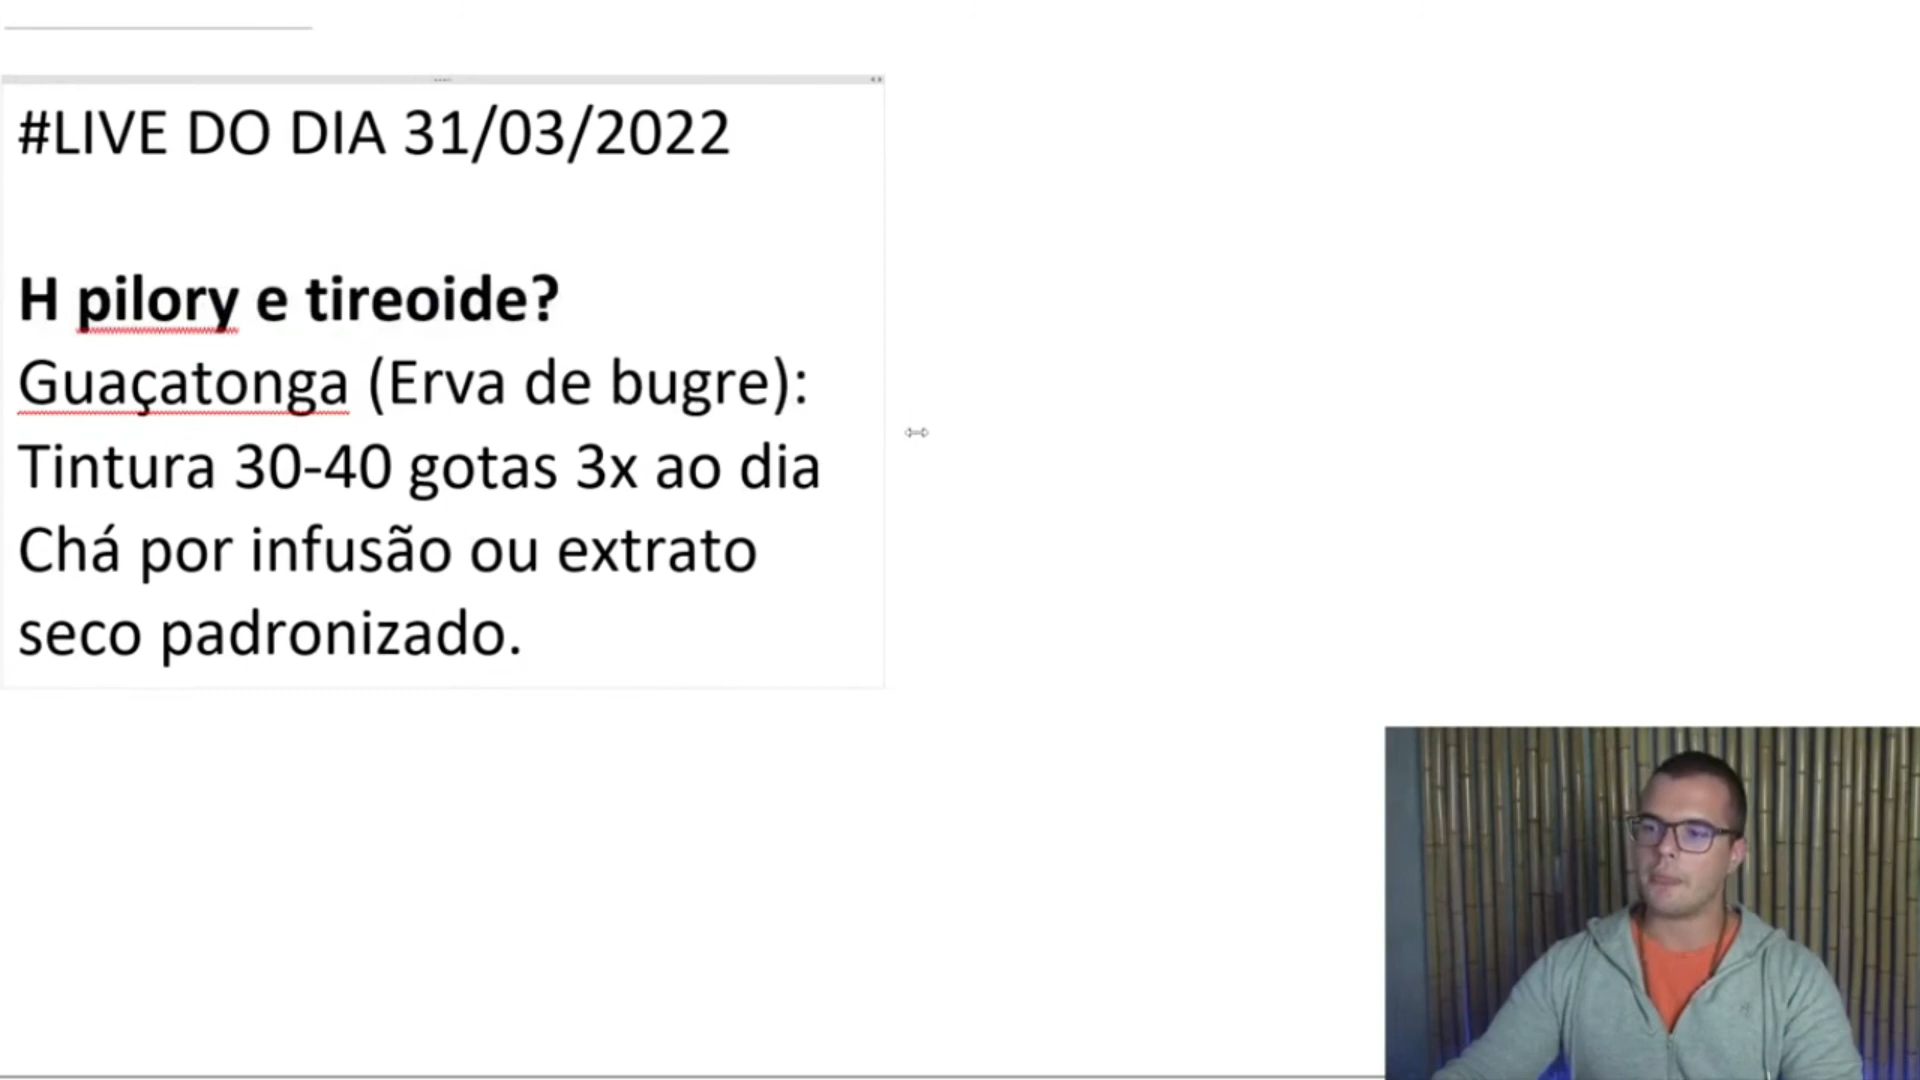 #LIVE DO DIA 31/03/2022
H pilory e tireoide?
Guaçatonga (Erva de bugre):
Tintura 30-40 gotas 3x ao dia
Chá por infusão ou extrato
seco padronizado.